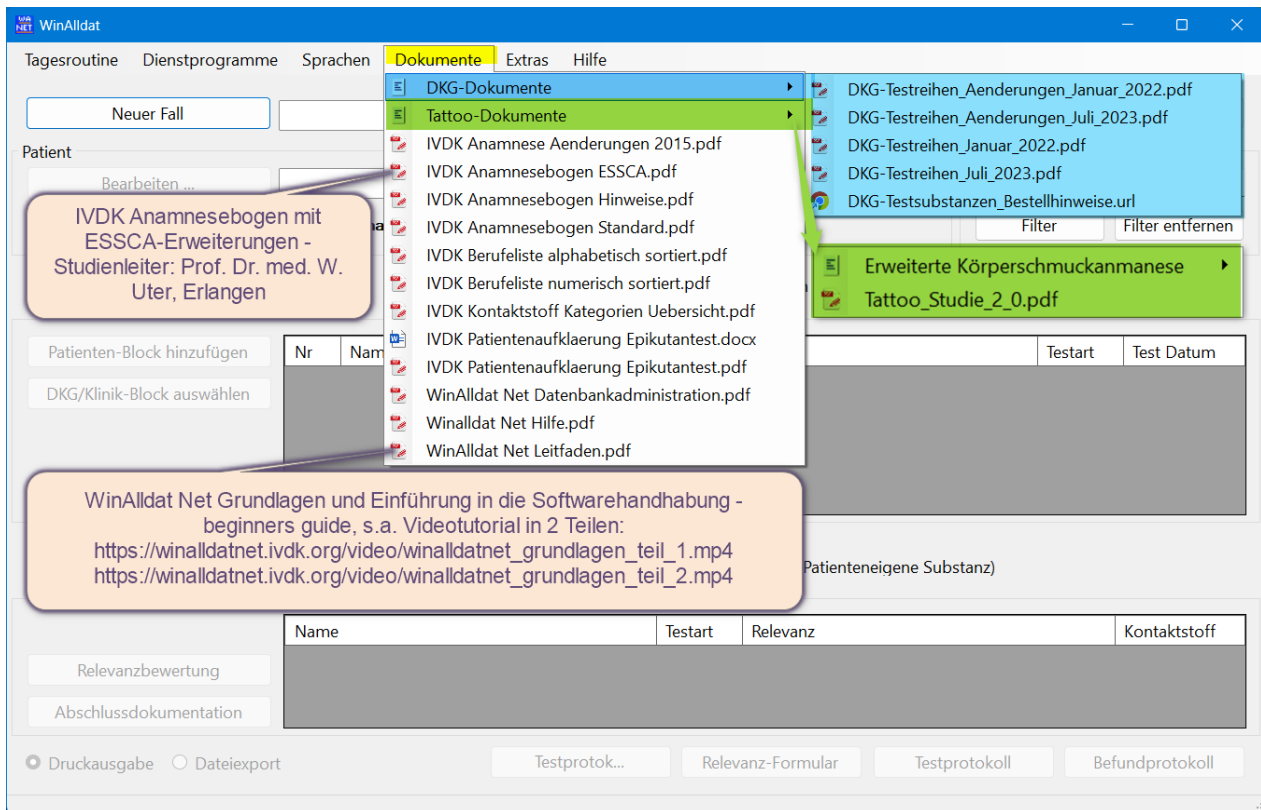 WA
NET
WinAlldat
Tagesroutine Dienstprogramme Sprachen Dokumente Extras Hilfe
Neuer Fall
Patient
Bearbeiten ...
DKG-Dokumente
Tattoo-Dokumente
IVDK Anamnese Aenderungen 2015.pdf
IVDK Anamnesebogen ESSCA.pdf
IVDK Anamnesebogen Hinweise.pdf
IVDK Anamnesebogen Standard.pdf
IVDK Berufeliste alphabetisch sortiert.pdf
IVDK Berufeliste numerisch sortiert.pdf
IVDK Kontaktstoff Kategorien Uebersicht.pdf
IVDK Patientenaufklaerung Epikutantest.docx
IVDK Patientenaufklaerung Epikutantest.pdf
WinAlldat Net Datenbankadministration.pdf
Winalldat Net Hilfe.pdf
WinAlldat Net Leitfaden.pdf
DKG-Testreihen_Aenderungen_Januar_2022.pdf
DKG-Testreihen_Aenderungen_Juli_2023.pdf
DKG-Testreihen_Januar_2022.pdf
DKG-Testreihen_Juli_2023.pdf
DKG-Testsubstanzen_Bestellhinweise.url
Filter Filter entfernen
Erweiterte Körperschmuckanmanese
Tattoo_Studie_2_0.pdf
IVDK Anamnesebogen mit
ESSCA-Erweiterungen -
Studienleiter: Prof. Dr. med. W.
Uter, Erlangen
Patienten-Block hinzufügen
DKG/Klinik-Block auswählen
Nr Nam Testart Test Datum
WinAlldat Net Grundlagen und Einführung in die Softwarehandhabung -
beginners guide, s.a. Videotutorial in 2 Teilen:
https://winalldatnet.ivdk.org/video/winalldatnet_grundlagen_teil_1.mp4
https://winalldatnet.ivdk.org/video/winalldatnet_grundlagen_teil_2.mp4
Patienteneigene Substanz)
Name Testart Relevanz Kontaktstoff
Relevanzbewertung
Abschlussdokumentation
Druckausgabe Dateiexport Testprotok... Relevanz-Formular Testprotokoll Befundprotokoll